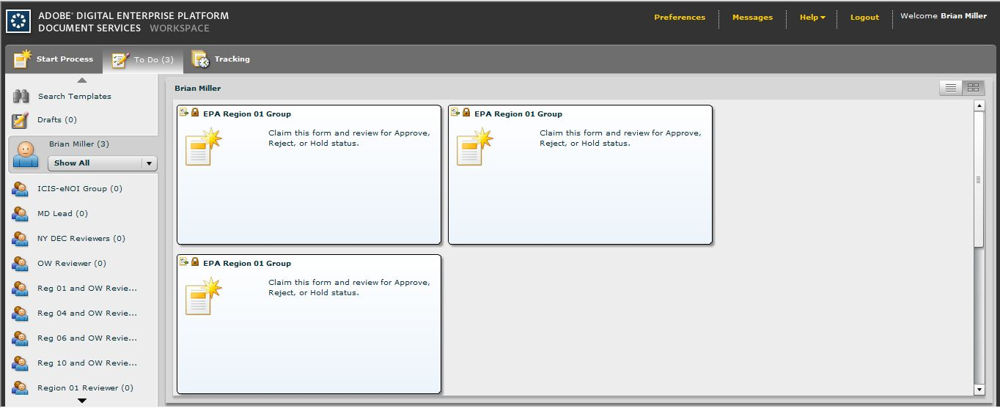 ADOBE® DIGITAL ENTERPRISE PLATFORM
DOCUMENT SERVICES WORKSPACE
Preferences
Messages
Help
Logout
Welcome Brian Miller
Start Process
To Do (3)
Tracking
Search Templates
Drafts (0)
Brian Miller (3)
Show All
ICIS-eNOI Group (0)
MD Lead (0)
NY DEC Reviewers (0)
OW Reviewer (0)
Reg 01 and OW Revie...
Reg 04 and OW Revie...
Reg 06 and OW Revie...
Reg 10 and OW Revie...
Region 01 Reviewer (0)
Brian Miller
EPA Region 01 Group
Claim this form and review for Approve,
Reject, or Hold status.
EPA Region 01 Group
Claim this form and review for Approve,
Reject, or Hold status.
EPA Region 01 Group
Claim this form and review for Approve,
Reject, or Hold status.